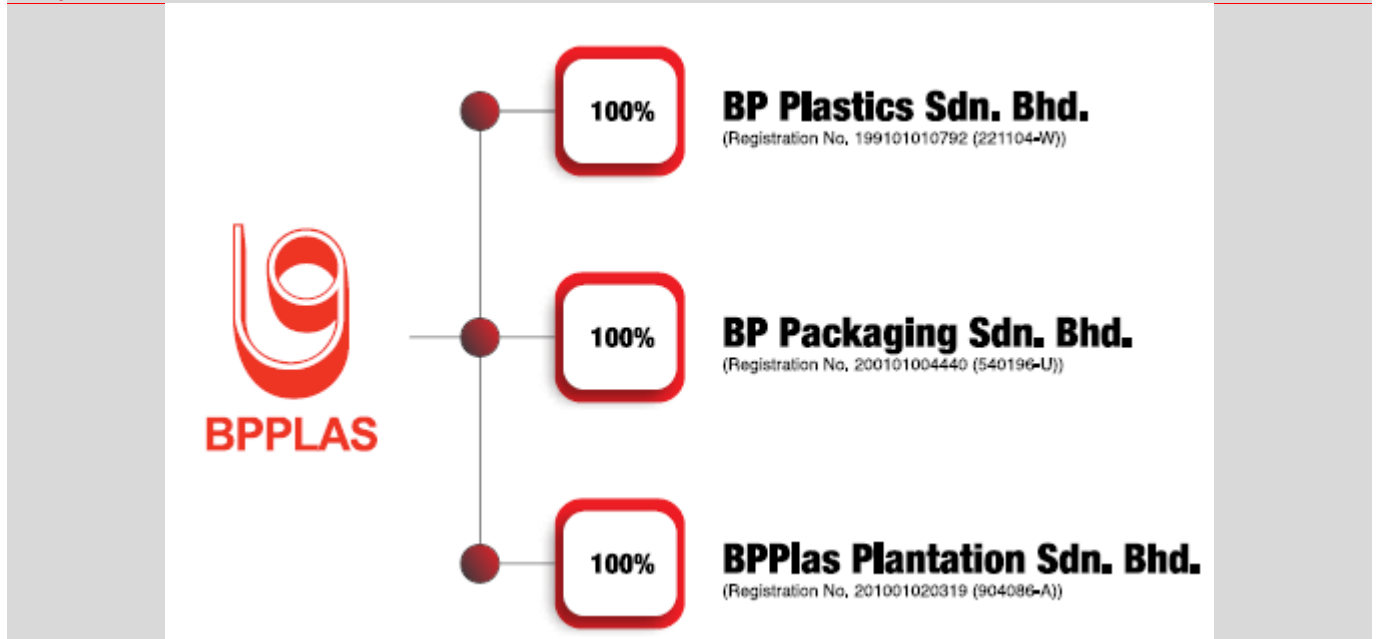 100%
BP Plastics Sdn. Bhd.
(Registration No. 199101010792 (221104-W))
100%
BP Packaging Sdn. Bhd.
(Registration No. 200101004440 (540196-U))
BPPLAS
100%
BPPlas Plantation Sdn. Bhd.
(Registration No. 201001020319 (904086-A))